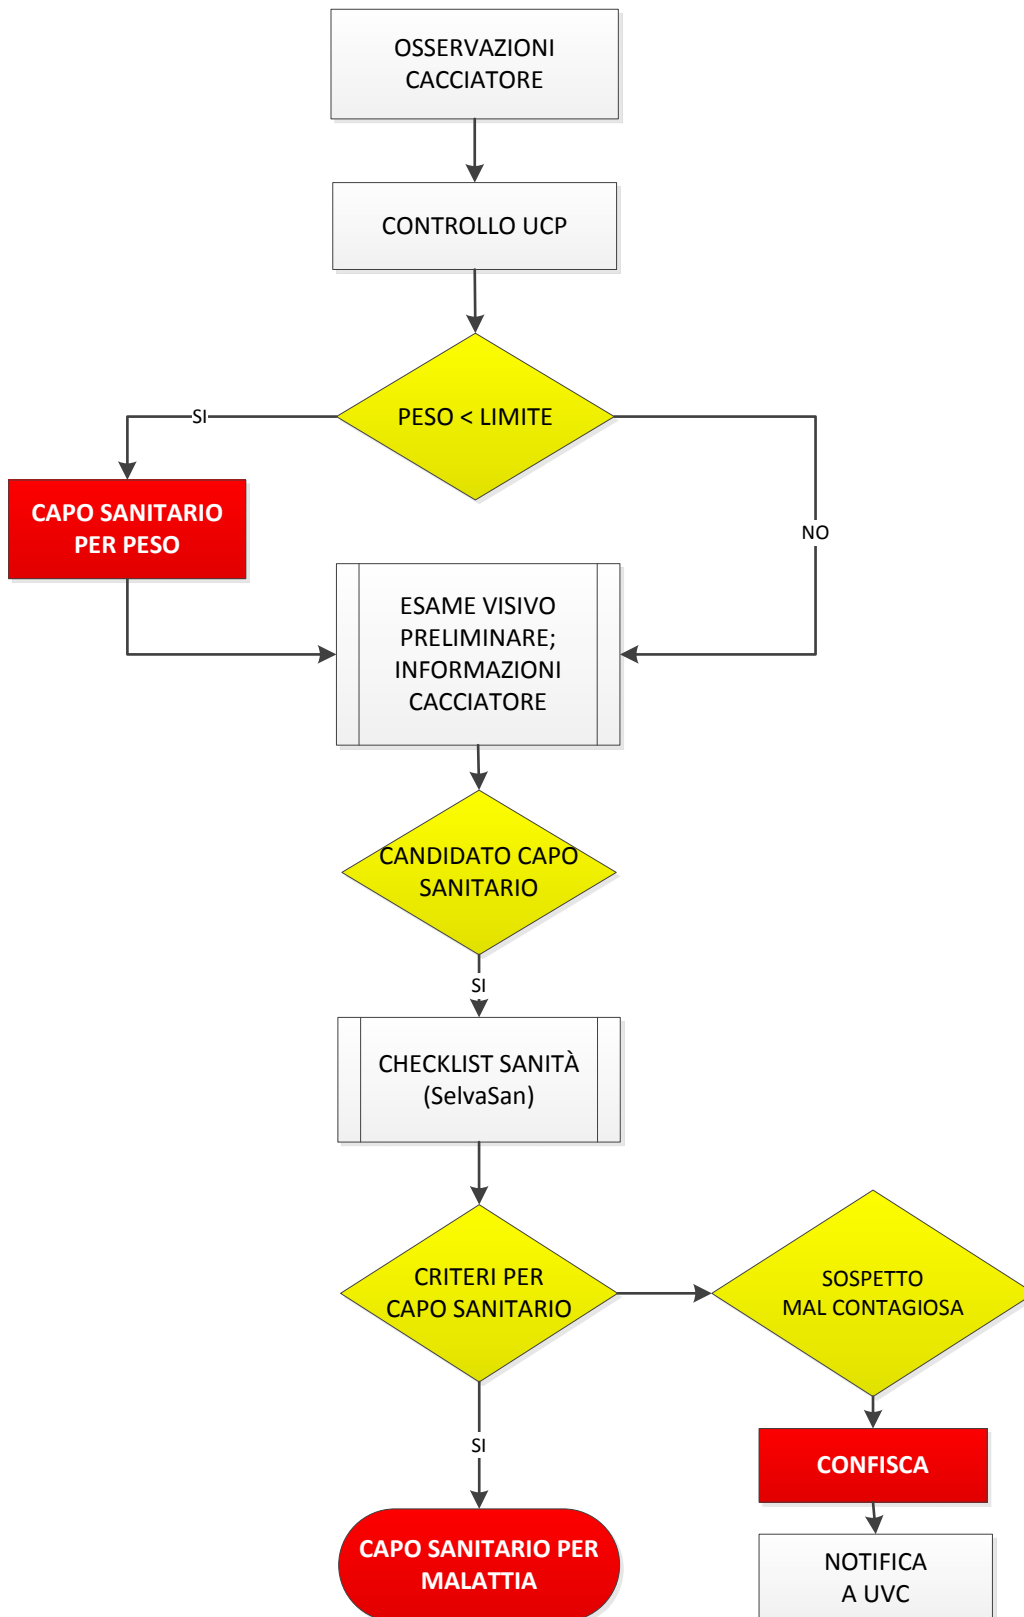 OSSERVAZIONI
CACCIATORE
CONTROLLO UCP
PESO < LIMITE
SI
NO
CAPO SANITARIO
PER PESO
ESAME VISIVO
PRELIMINARE;
INFORMAZIONI
CACCIATORE
CANDIDATO CAPO
SANITARIO
SI
CHECKLIST SANITÀ
(SelvaSan)
CRITERI PER
CAPO SANITARIO
SOSPETTO
MAL CONTAGIOSA
SI
CONFISCA
CAPO SANITARIO PER
MALATTIA
NOTIFICA
A UVC